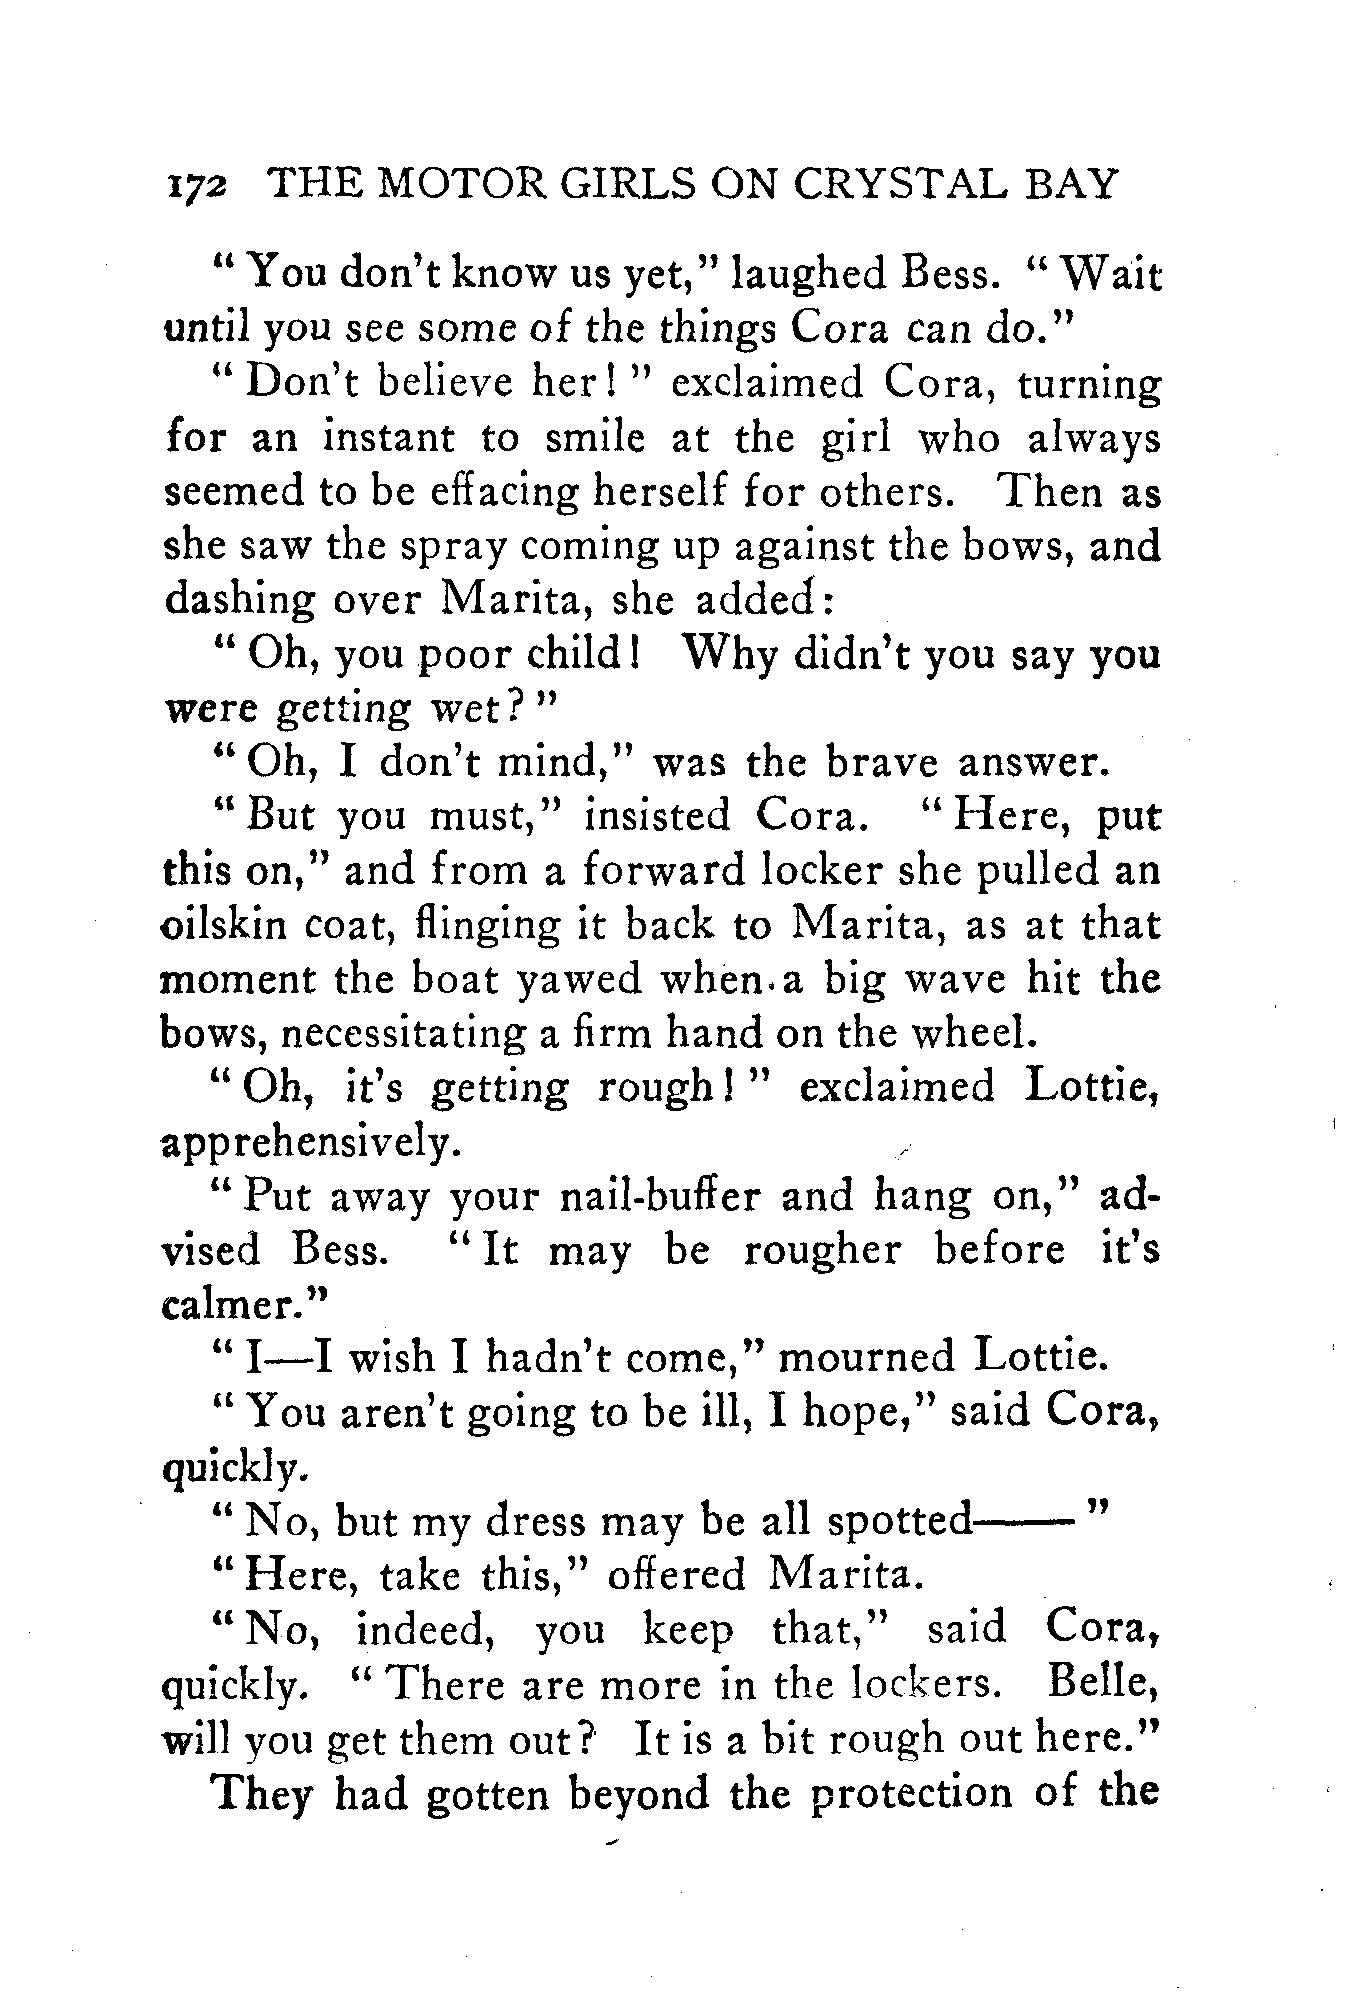 172 THE MOTOR GIRLS ON CRYSTAL BAY
“ You don't know us yet,” laughed Bess. “ Wait
until you see some of the things Cora can do.”
“ Don't believe her! ” exclaimed Cora, turning
for an instant to smile at the girl who always
seemed to be effacing herself for others. Then as
she saw the spray coming up against the bows, and
dashing over Marita, she added:
“ Oh, you poor child! Why didn't you say you
were getting wet? ”
“ Oh, I don't mind,” was the brave answer.
“ But you must,” insisted Cora. “ Here, put
this on,” and from a forward locker she pulled an
oilskin coat, flinging it back to Marita, as at that
moment the boat yawed when a big wave hit the
bows, necessitating a firm hand on the wheel.
“ Oh, it's getting rough! ” exclaimed Lottie,
apprehensively.
“ Put away your nail-buffer and hang on,” ad-
vised Bess. “ It may be rougher before it's
calmer.”
“ I—I wish I hadn't come,” mourned Lottie.
“ You aren't going to be ill, I hope,” said Cora,
quickly.
“ No, but my dress may be all spotted—— ”
“ Here, take this,” offered Marita.
“ No, indeed, you keep that,” said Cora,
quickly. “ There are more in the lockers. Belle,
will you get them out? It is a bit rough out here.”
They had gotten beyond the protection of the